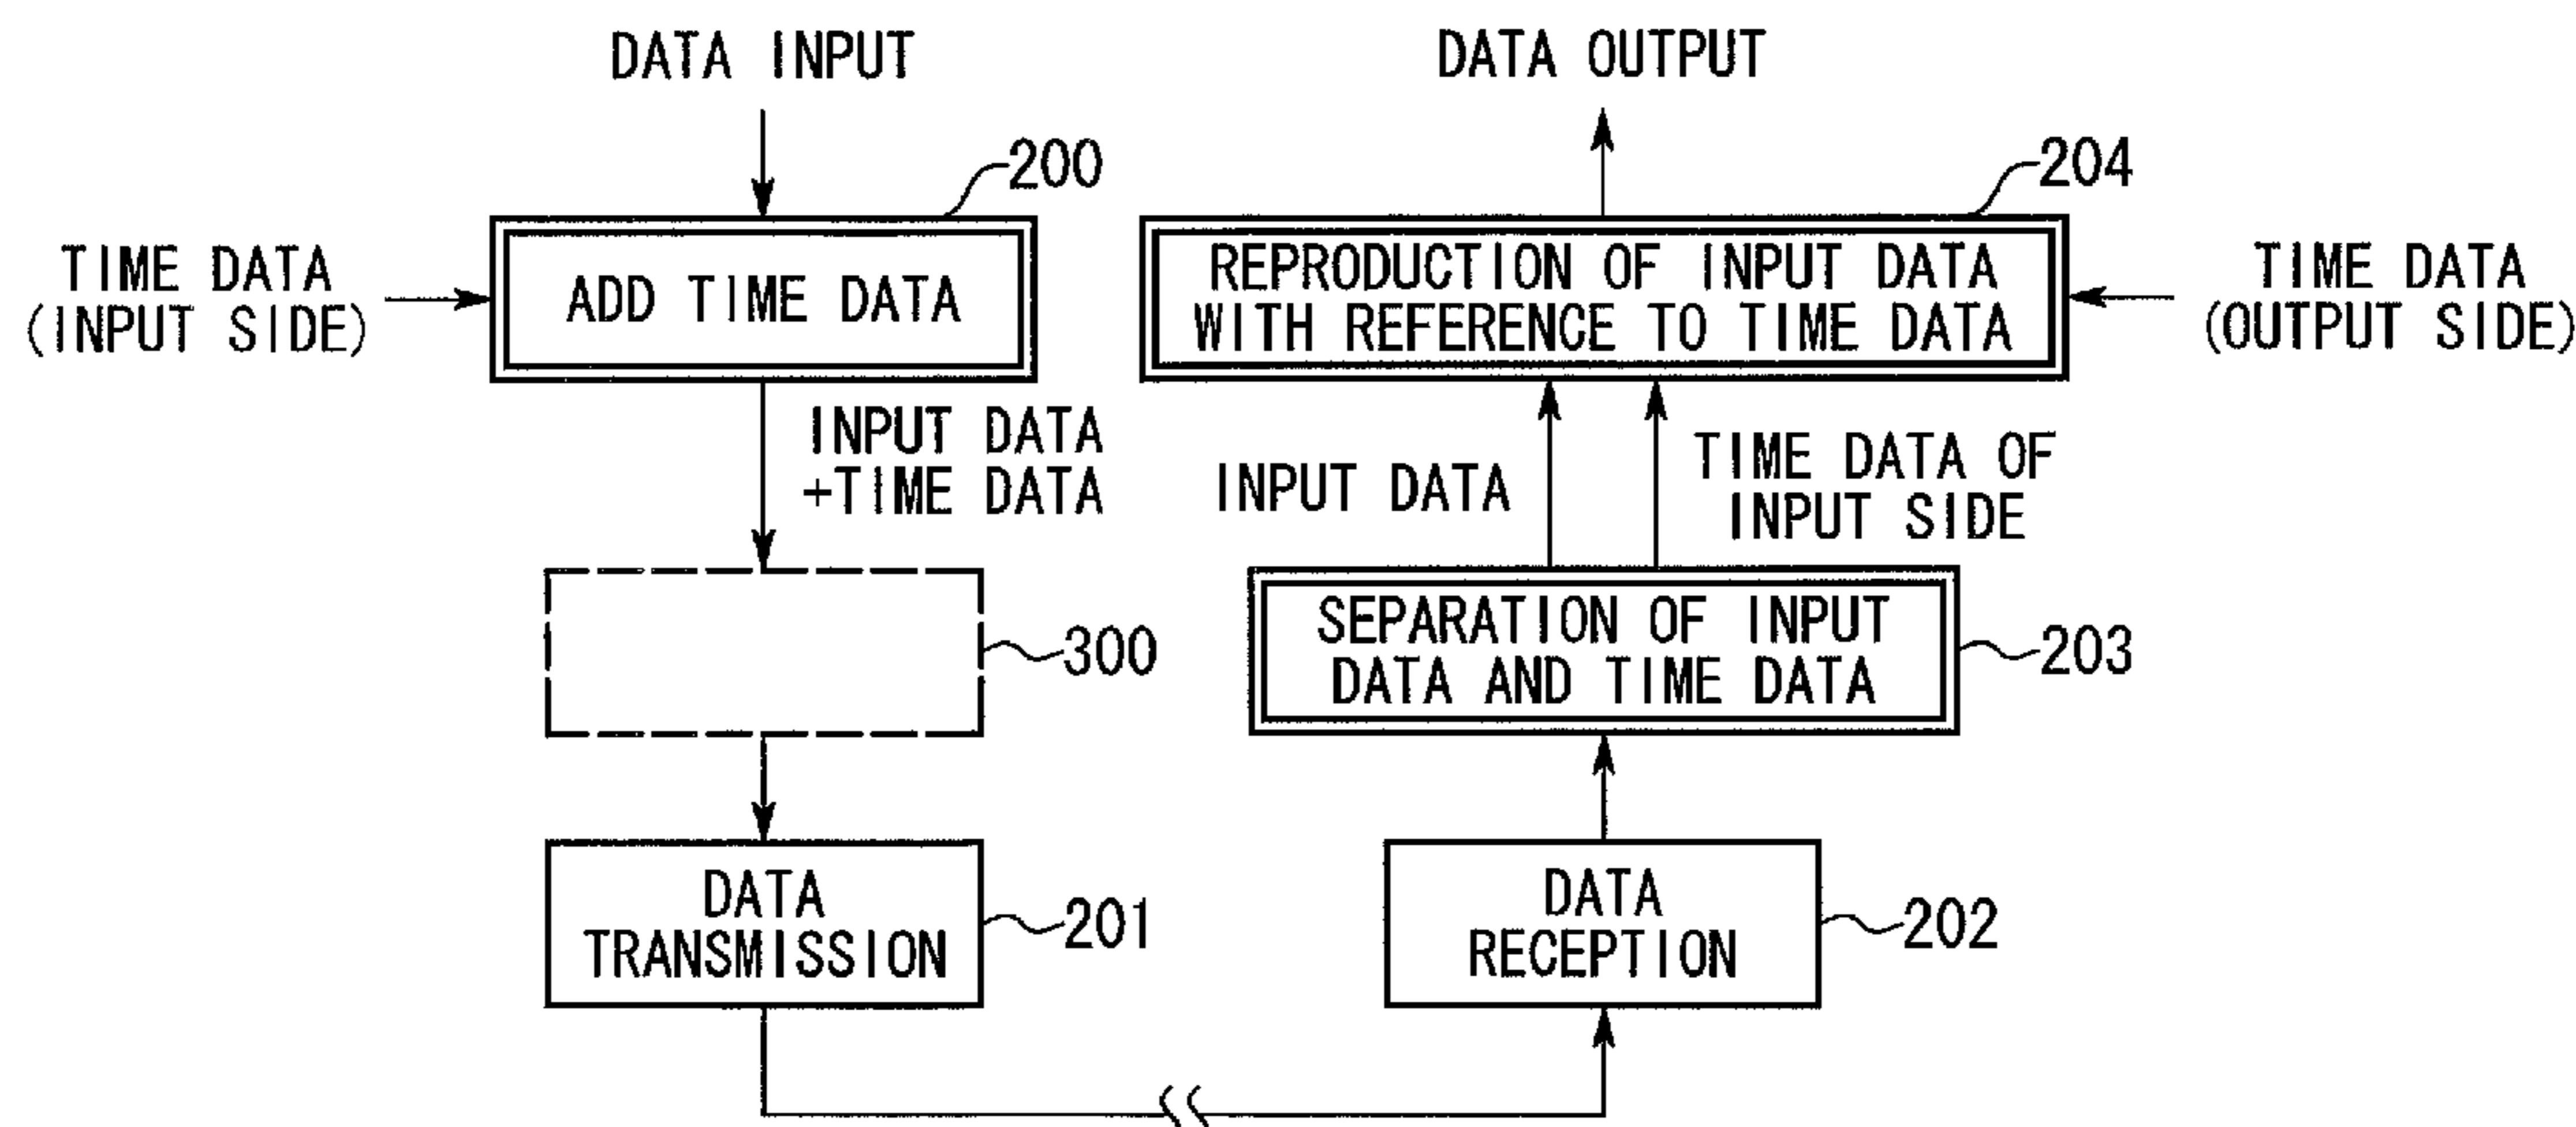 DATA INPUT
DATA OUTPUT
200
204
TIME DATA
(INPUT SIDE)
ADD TIME DATA
REPRODUCTION OF INPUT DATA
WITH REFERENCE TO TIME DATA
TIME DATA
(OUTPUT SIDE)
INPUT DATA
+TIME DATA
INPUT DATA
TIME DATA OF
INPUT SIDE
300
SEPARATION OF INPUT
DATA AND TIME DATA
203
DATA
TRANSMISSION
201
DATA
RECEPTION
202